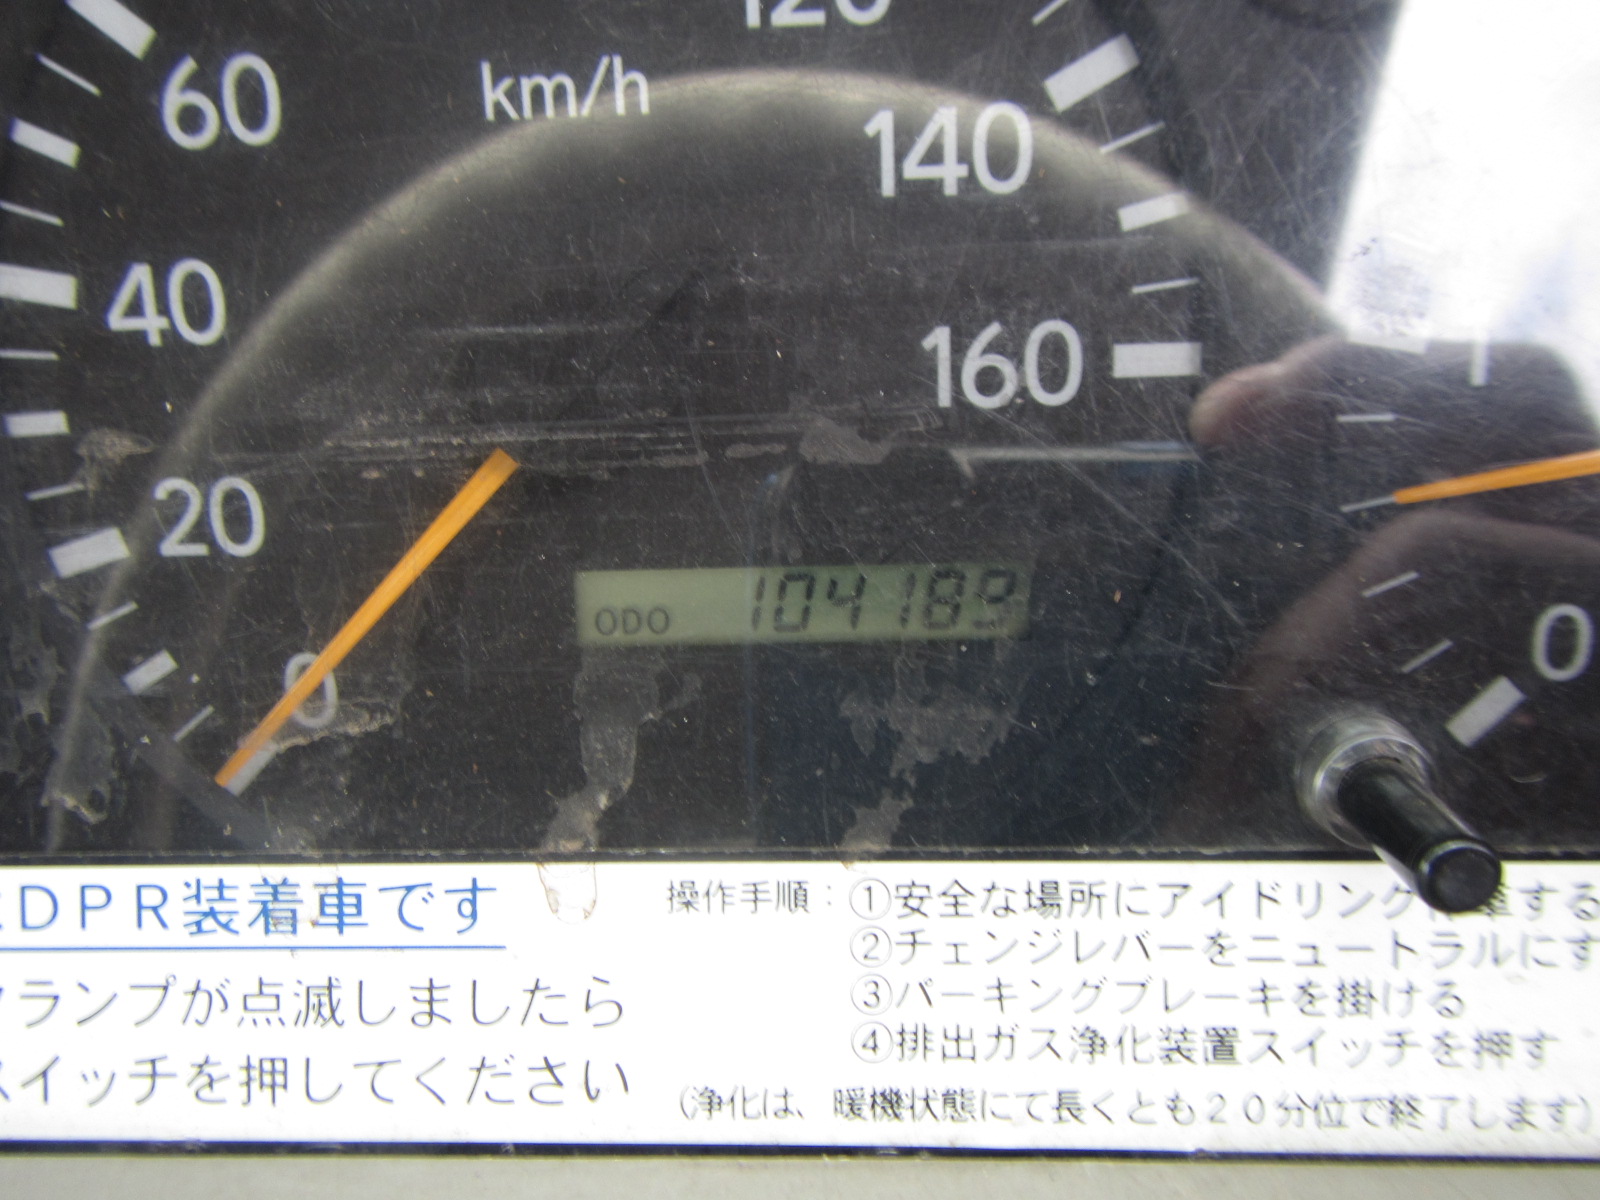 120
60
km/h
140
40
160
20
ODO 104189
0
0
DPR装着車です
ランプが点滅しましたら
スイッチを押してください
操作手順：①安全な場所にアイドリング
する
②チェンジレバーをニュートラルにす
③パーキングブレーキを掛ける
④排出ガス浄化装置スイッチを押す
(浄化は、暖機状態にて長くとも20分位で終了します)